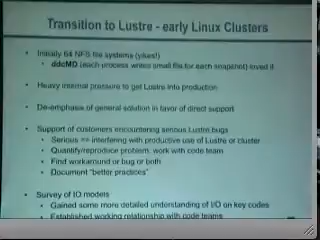 Transition to Lustre - early Linux Clusters
Initially 64 NFS file systems (yikes!)
ddcMD (each process writes small file for each snapshot) loved it
Heavy internal pressure to get Lustre into production
De-emphasis of general solution in favor of direct support
Support of customers encountering serious Lustre bugs
Serious => interfering with productive use of Lustre or cluster
Quantify/reproduce problem, work with code team
Find workaround or bug or both
Document "better practices"
Survey of IO models
Gained some more detailed understanding of I/O on key codes
Established working relationship with code teams